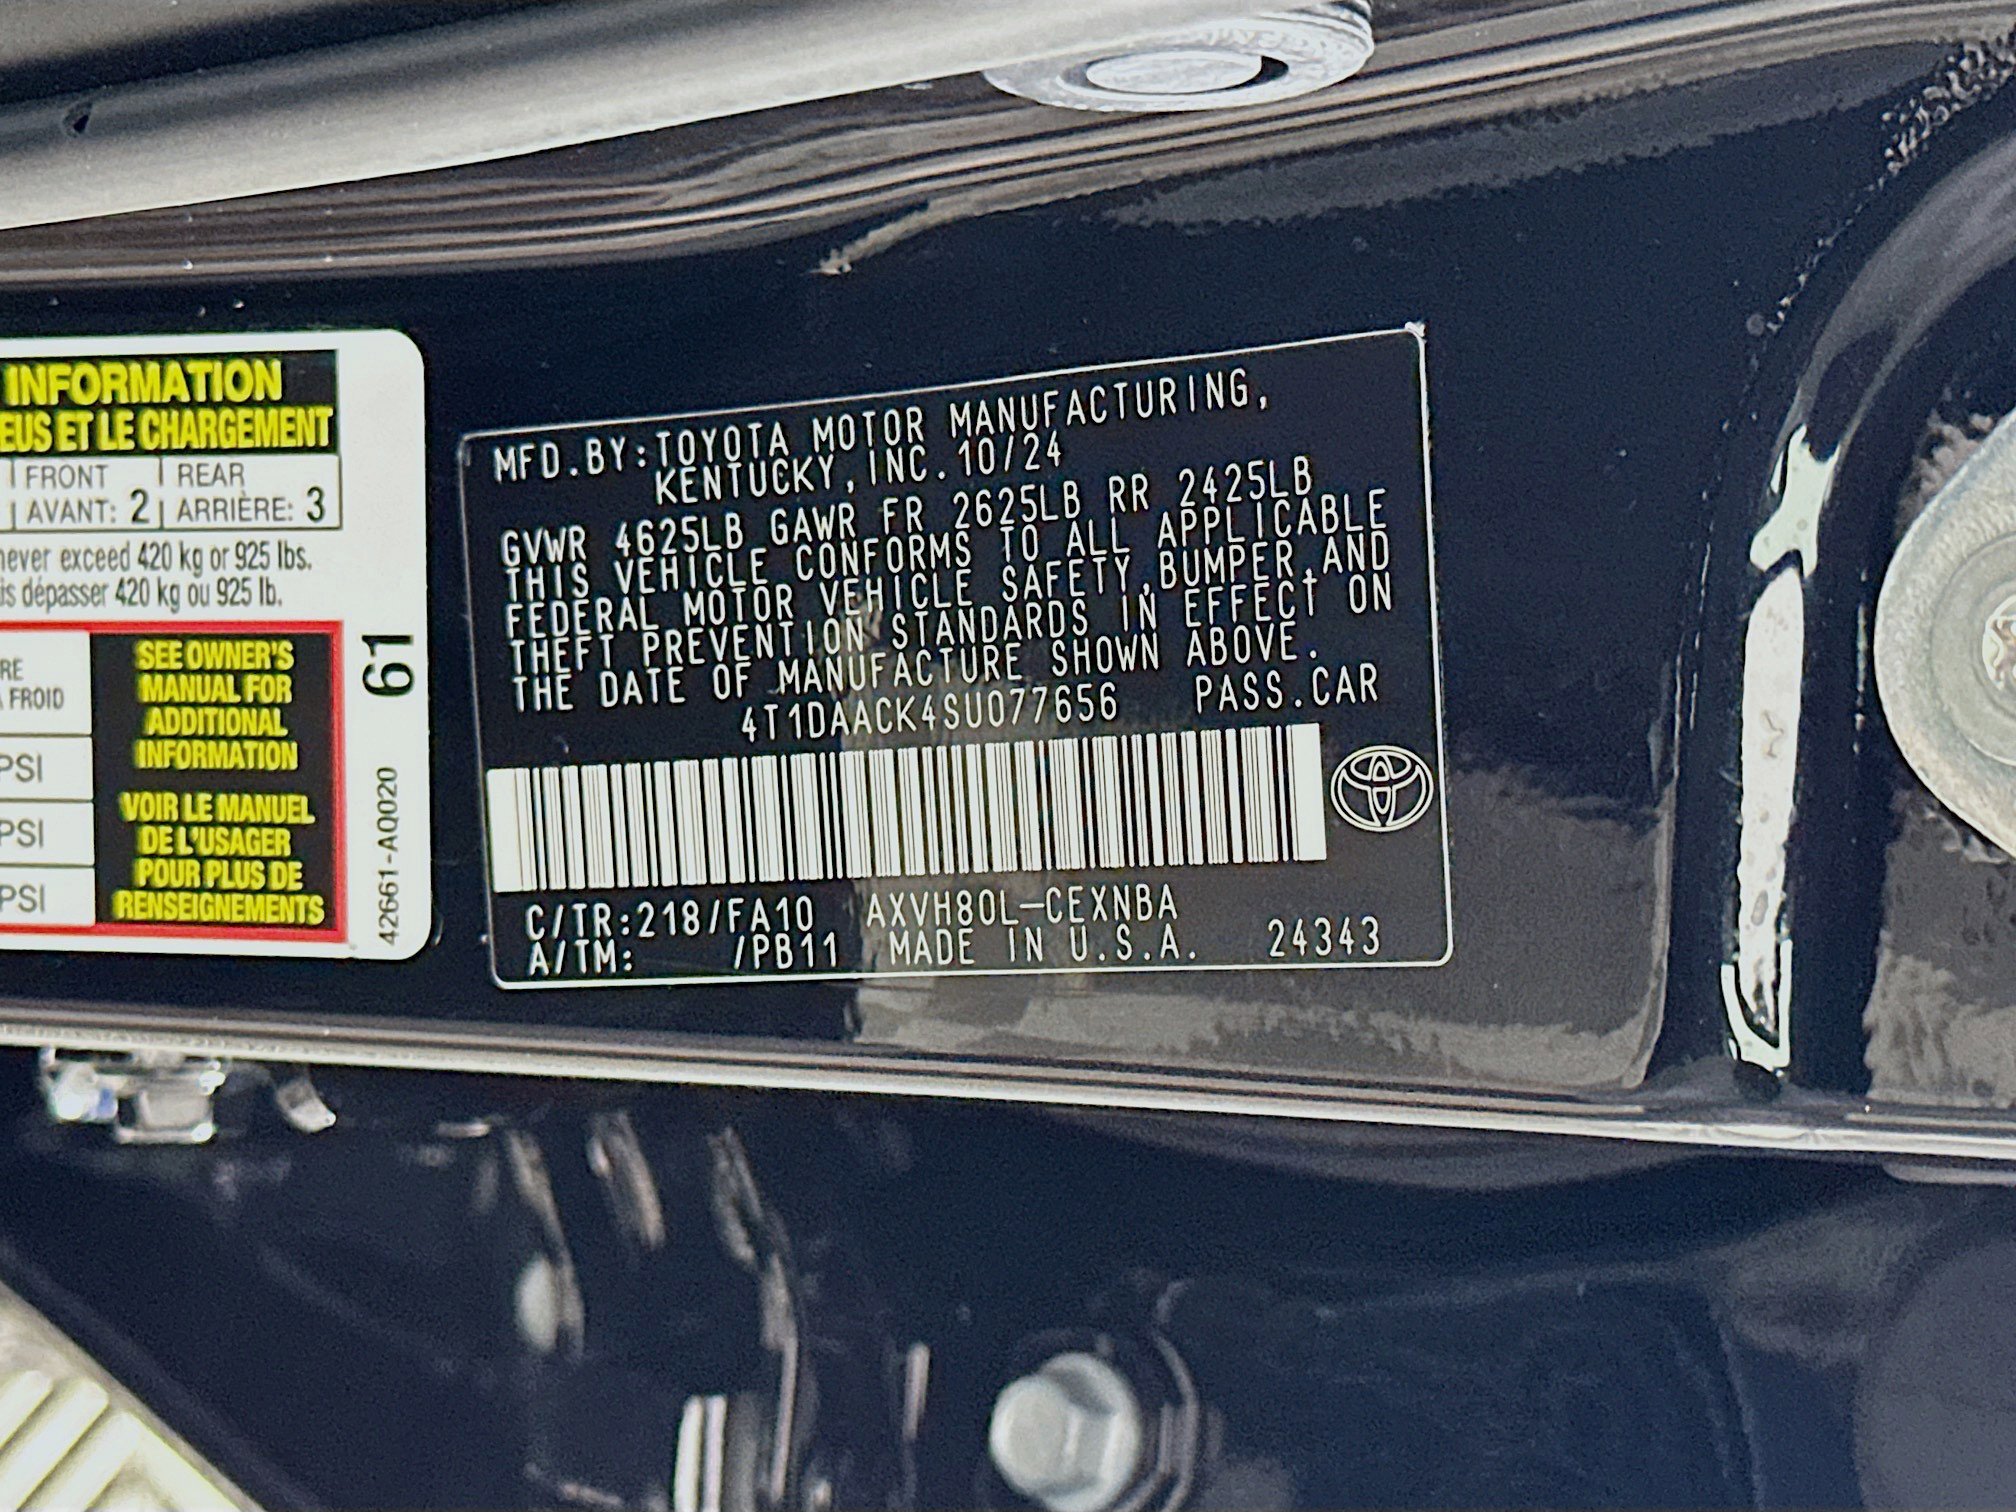 INFORMATION
EUS ET LE CHARGEMENT
FRONT
AVANT: 2
REAR
ARRIÈRE: 3
never exceed 420 kg or 925 lbs.
is dépasser 420 kg ou 925 lb.
RE
FROID
PSI
PSI
PSI
SEE OWNER'S
MANUAL FOR
ADDITIONAL
INFORMATION
VOIR LE MANUEL
DE L'USAGER
POUR PLUS DE
RENSEIGNEMENTS
61
42661-AQ020
MFD.BY:TOYOTA MOTOR MANUFACTURING,
KENTUCKY,INC.10/24
GVWR 4625LB GAWR FR 2625LB RR 2425LB
THIS VEHICLE CONFORMS TO ALL APPLICABLE
FEDERAL MOTOR VEHICLE SAFETY,BUMPER,AND
THEFT PREVENTION STANDARDS IN EFFECT ON
THE DATE OF MANUFACTURE SHOWN ABOVE.
4T1DAACK4SU077656 PASS.CAR
C/TR:218/FA10 AXVH80L-CEXNBA
A/TM: /PB11 MADE IN U.S.A. 24343